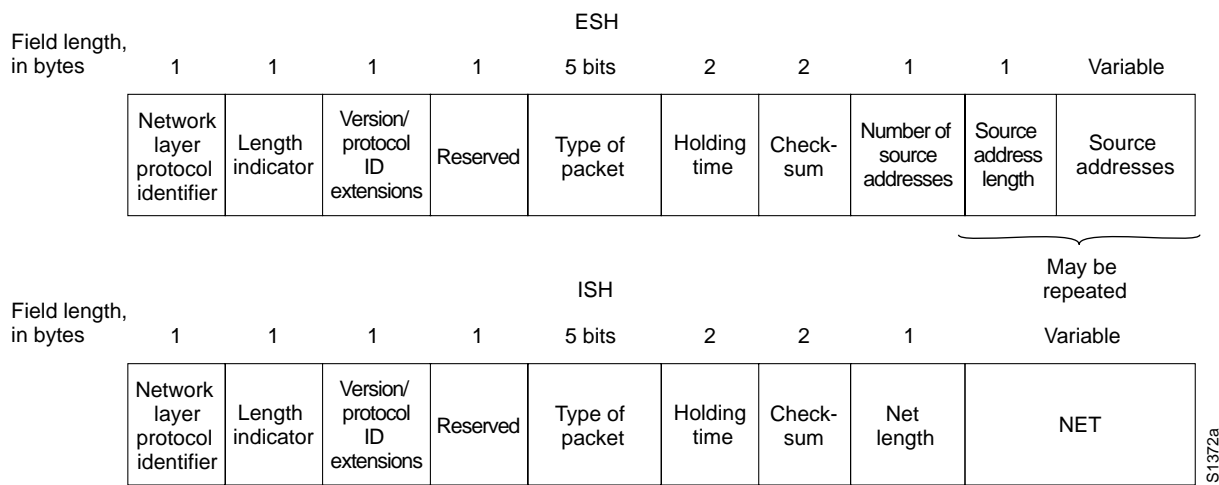 ESH
Field length,
in bytes
1 1 1 1 5 bits 2 2 1 1 Variable
Network
layer
protocol
identifier
Length
indicator
Version/
protocol
ID
extensions
Reserved
Type of
packet
Holding
time
Check-
sum
Number of
source
addresses
Source
address
length
Source
addresses
May be
repeated
ISH
Field length,
in bytes
1 1 1 1 5 bits 2 2 1 Variable
Network
layer
protocol
identifier
Length
indicator
Version/
protocol
ID
extensions
Reserved
Type of
packet
Holding
time
Check-
sum
Net
length
NET
S1372a